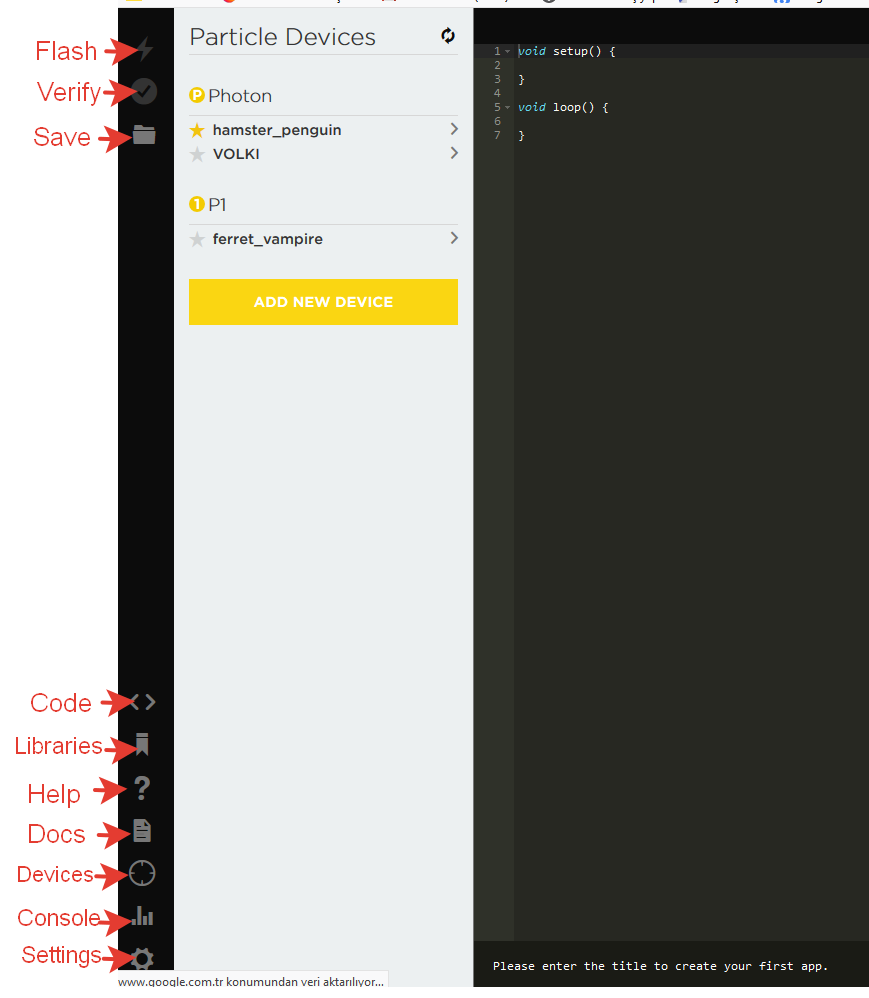 Flash
Verify
Save
Code
Libraries
Help
Docs
Devices
Console
Settings
Particle Devices
P Photon
hamster_penguin
VOLKI
1 P1
ferret_vampire
ADD NEW DEVICE
1 void setup() {
2
3 }
4
5 void loop() {
6
7 }
Please enter the title to create your first app.
www.google.com.tr konumundan veri aktarılıyor...